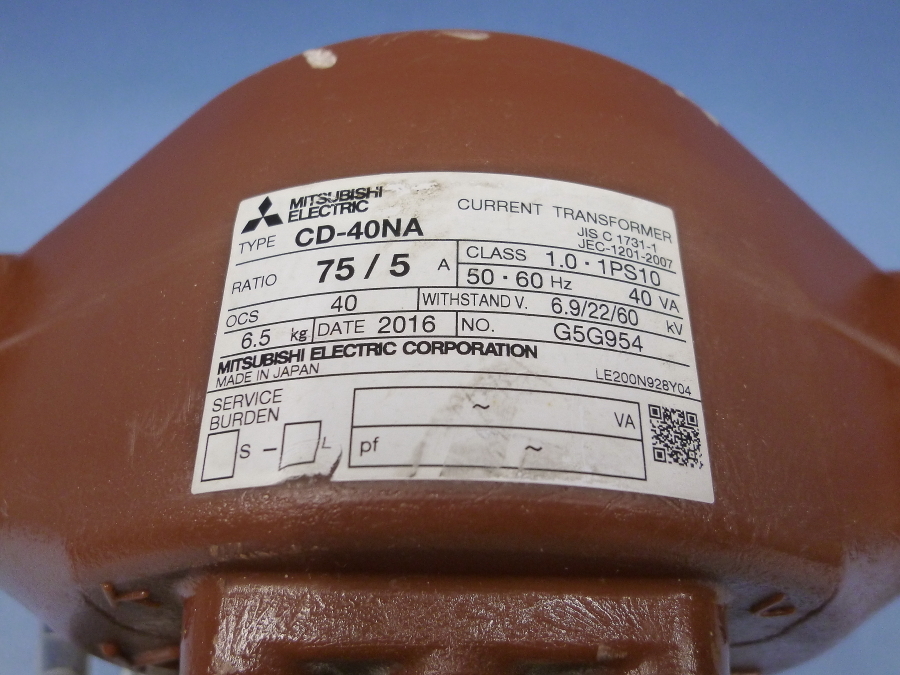 MITSUBISHI
ELECTRIC
CURRENT TRANSFORMER
TYPE CD-40NA
JIS C 1731-1
JEC-1201-2007
RATIO 75 / 5 A
CLASS 1.0・1PS10
50・60 Hz 40 VA
OCS 40
WITHSTAND V. 6.9/22/60 kV
6.5 kg DATE 2016 NO. G5G954
MITSUBISHI ELECTRIC CORPORATION
MADE IN JAPAN
LE200N928Y04
SERVICE
BURDEN
~ VA
S – L
pf ~